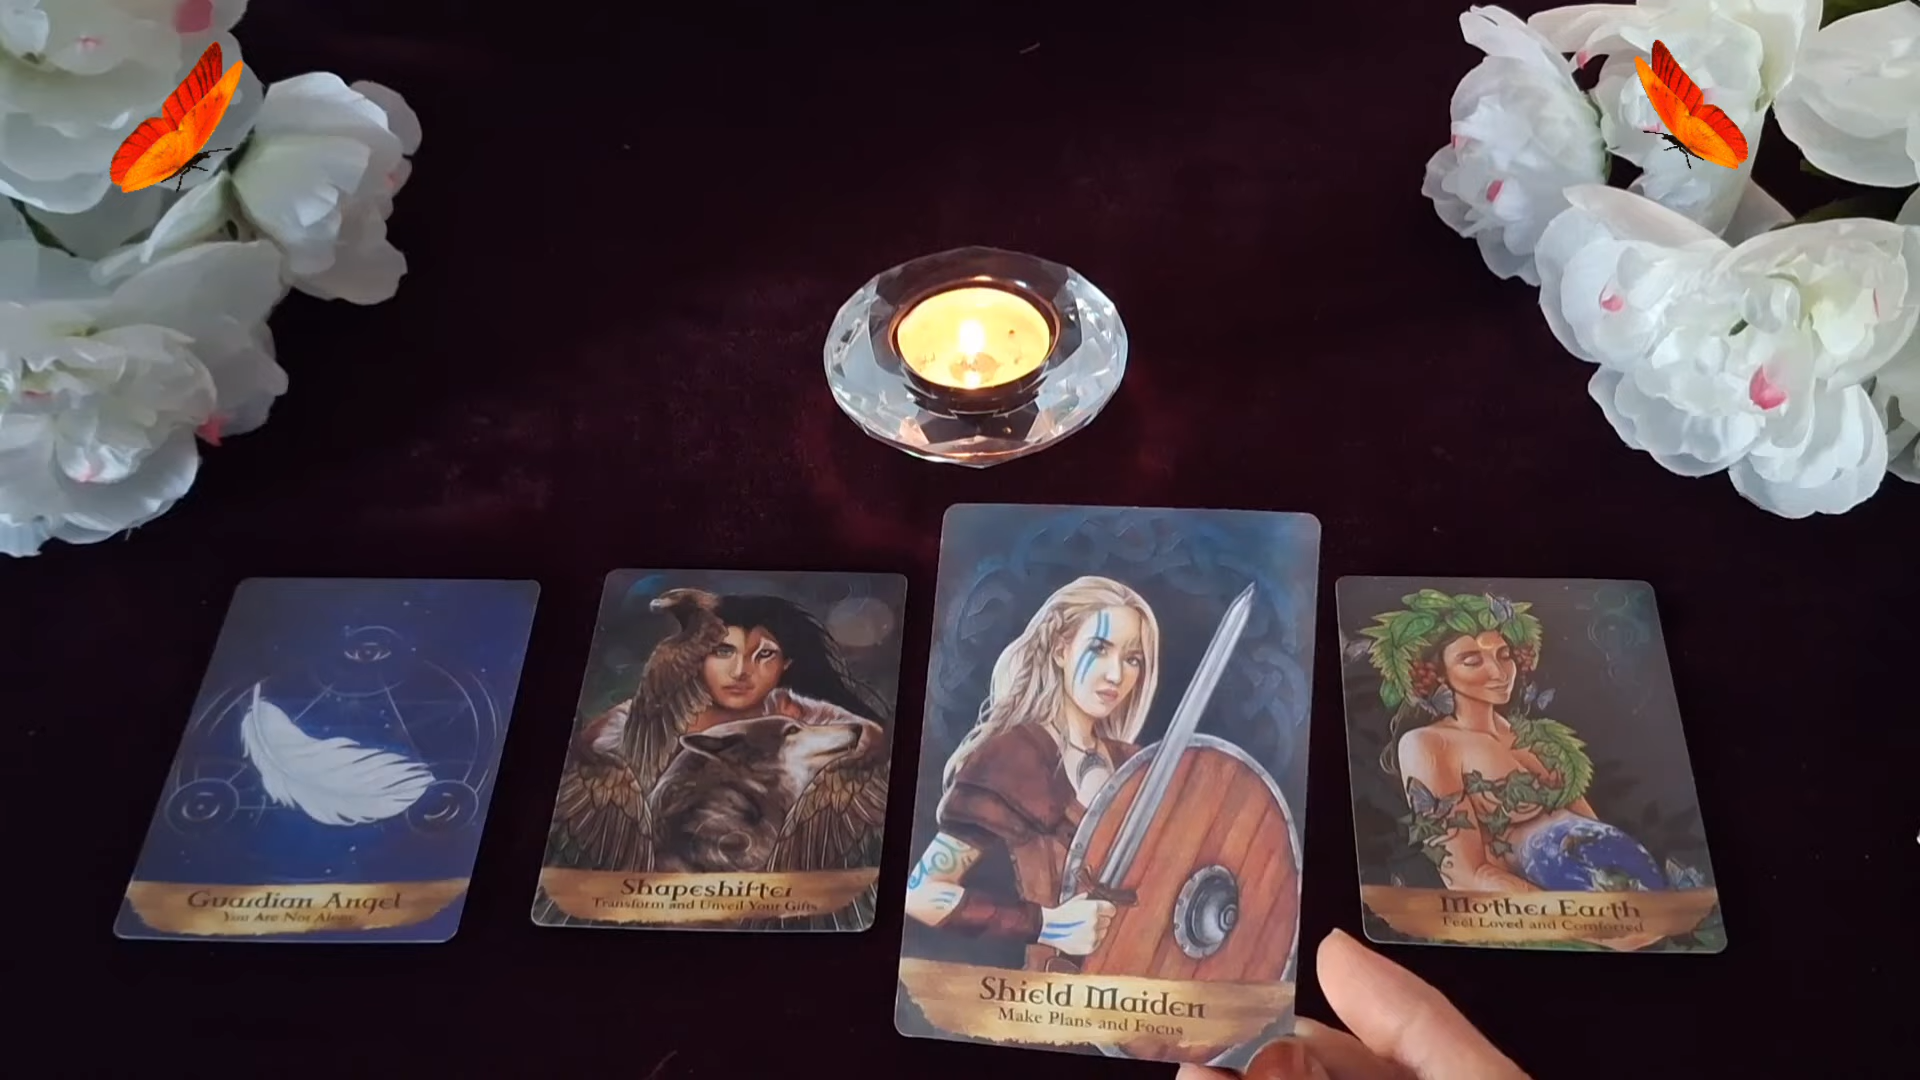 Guardian Angel
You Are Not Alone
Shapeshifter
Transform and Unveil Your Gifts
Shield Maiden
Make Plans and Focus
Mother Earth
Feel Loved and Comforted